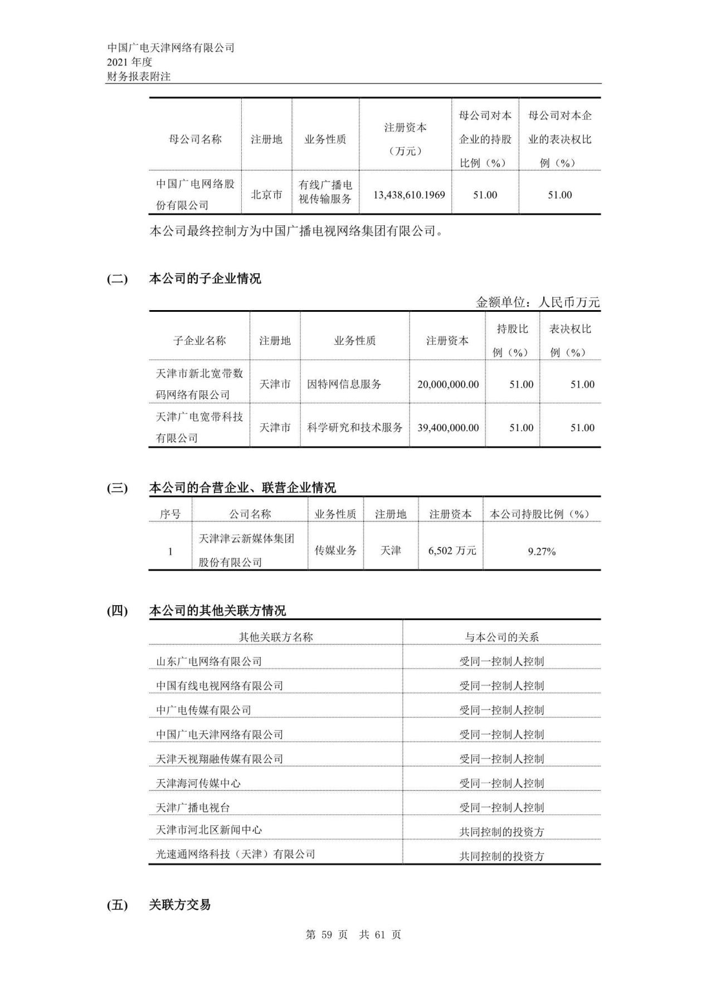 中国广电天津网络有限公司
2021 年度
财务报表附注
母公司名称 注册地 业务性质 注册资本（万元） 母公司对本企业的持股比例（%） 母公司对本企业的表决权比例（%）
中国广电网络股份有限公司 北京市 有线广播电视传输服务 13,438,610.1969 51.00 51.00
本公司最终控制方为中国广播电视网络集团有限公司。
(二) 本公司的子企业情况
金额单位：人民币万元
子企业名称 注册地 业务性质 注册资本 持股比例（%） 表决权比例（%）
天津市新北宽带数码网络有限公司 天津市 因特网信息服务 20,000,000.00 51.00 51.00
天津广电宽带科技有限公司 天津市 科学研究和技术服务 39,400,000.00 51.00 51.00
(三) 本公司的合营企业、联营企业情况
序号 公司名称 业务性质 注册地 注册资本 本公司持股比例（%）
1 天津津云新媒体集团股份有限公司 传媒业务 天津 6,502 万元 9.27%
(四) 本公司的其他关联方情况
其他关联方名称 与本公司的关系
山东广电网络有限公司 受同一控制人控制
中国有线电视网络有限公司 受同一控制人控制
中广电传媒有限公司 受同一控制人控制
中国广电天津网络有限公司 受同一控制人控制
天津天视翔融传媒有限公司 受同一控制人控制
天津海河传媒中心 受同一控制人控制
天津广播电视台 受同一控制人控制
天津市河北区新闻中心 共同控制的投资方
光速通网络科技（天津）有限公司 共同控制的投资方
(五) 关联方交易
第 59 页 共 61 页